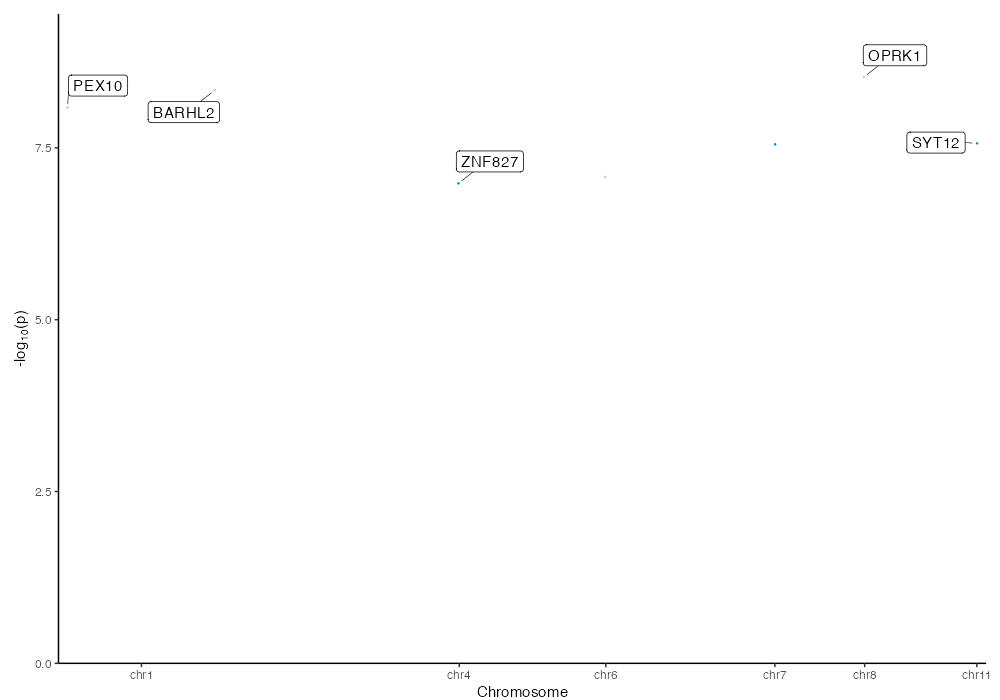 OPRK1
PEX10
BARHL2
SYT12
ZNF827
7.5
5.0
2.5
0.0
-log₁₀(p)
chr1 chr4 chr6 chr7 chr8 chr11
Chromosome